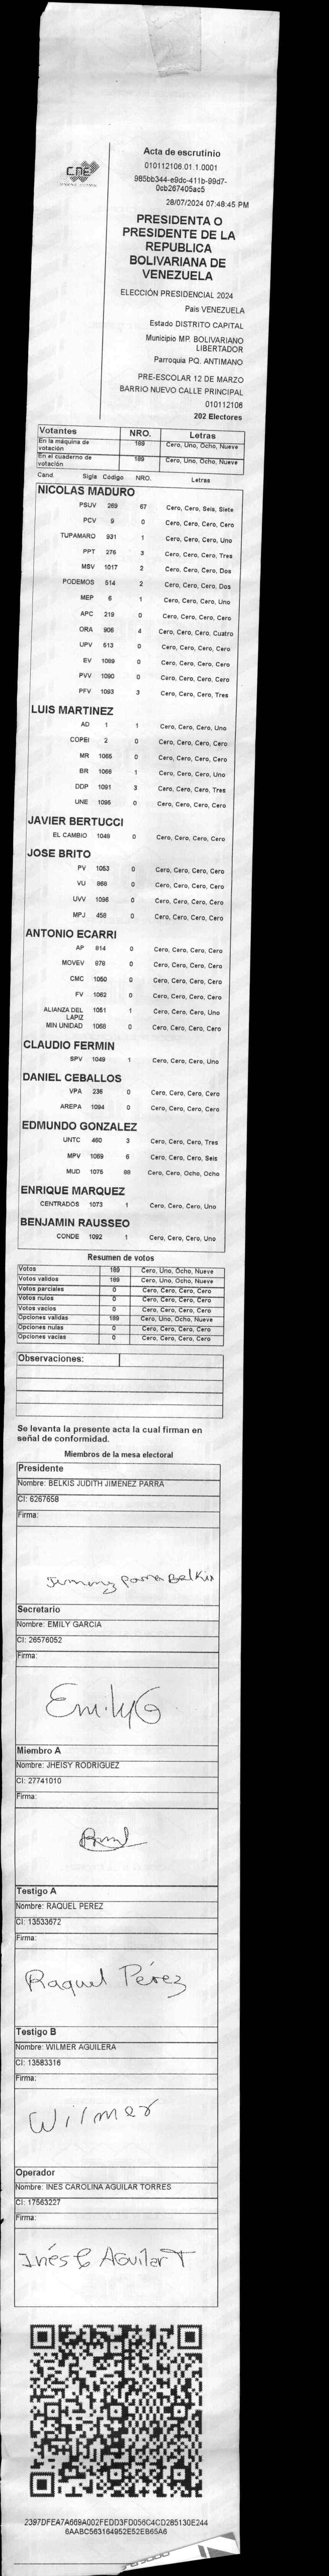 CNE
Acta de escrutinio
010112106.01.1.0001
985bb344-e9dc-411b-99d7-
0cb267405ac5
28/07/2024 07:48:45 PM
PRESIDENTA O
PRESIDENTE DE LA
REPUBLICA
BOLIVARIANA DE
VENEZUELA
ELECCIÓN PRESIDENCIAL 2024
Pais VENEZUELA
Estado DISTRITO CAPITAL
Municipio MP. BOLIVARIANO
LIBERTADOR
Parroquia PQ. ANTIMANO
PRE-ESCOLAR 12 DE MARZO
BARRIO NUEVO CALLE PRINCIPAL
010112106
202 Electores
Votantes NRO. Letras
En la máquina de votación 189 Cero, Uno, Ocho, Nueve
En el cuaderno de votación 189 Cero, Uno, Ocho, Nueve
Cand. Sigla Codigo NRO. Letras
NICOLAS MADURO
PSUV 269 67 Cero, Cero, Seis, Siete
PCV 9 0 Cero, Cero, Cero, Cero
TUPAMARO 931 1 Cero, Cero, Cero, Uno
PPT 276 3 Cero, Cero, Cero, Tres
MSV 1017 2 Cero, Cero, Cero, Dos
PODEMOS 514 2 Cero, Cero, Cero, Dos
MEP 6 1 Cero, Cero, Cero, Uno
APC 219 0 Cero, Cero, Cero, Cero
ORA 906 4 Cero, Cero, Cero, Cuatro
UPV 613 0 Cero, Cero, Cero, Cero
EV 1089 0 Cero, Cero, Cero, Cero
PVV 1090 0 Cero, Cero, Cero, Cero
PFV 1093 3 Cero, Cero, Cero, Tres
LUIS MARTINEZ
AD 1 1 Cero, Cero, Cero, Uno
COPEI 2 0 Cero, Cero, Cero, Cero
MR 1065 0 Cero, Cero, Cero, Cero
BR 1066 1 Cero, Cero, Cero, Uno
DDP 1091 3 Cero, Cero, Cero, Tres
UNE 1095 0 Cero, Cero, Cero, Cero
JAVIER BERTUCCI
EL CAMBIO 1048 0 Cero, Cero, Cero, Cero
JOSE BRITO
PV 1053 0 Cero, Cero, Cero, Cero
VU 868 0 Cero, Cero, Cero, Cero
UVV 1096 0 Cero, Cero, Cero, Cero
MPJ 458 0 Cero, Cero, Cero, Cero
ANTONIO ECARRI
AP 814 0 Cero, Cero, Cero, Cero
MOVEV 678 0 Cero, Cero, Cero, Cero
CMC 1050 0 Cero, Cero, Cero, Cero
FV 1062 0 Cero, Cero, Cero, Cero
ALIANZA DEL LAPIZ 1051 1 Cero, Cero, Cero, Uno
MIN UNIDAD 1068 0 Cero, Cero, Cero, Cero
CLAUDIO FERMIN
SPV 1049 1 Cero, Cero, Cero, Uno
DANIEL CEBALLOS
VPA 236 0 Cero, Cero, Cero, Cero
AREPA 1094 0 Cero, Cero, Cero, Cero
EDMUNDO GONZALEZ
UNTC 460 3 Cero, Cero, Cero, Tres
MPV 1069 6 Cero, Cero, Cero, Seis
MUD 1075 88 Cero, Cero, Ocho, Ocho
ENRIQUE MARQUEZ
CENTRADOS 1073 1 Cero, Cero, Cero, Uno
BENJAMIN RAUSSEO
CONDE 1092 1 Cero, Cero, Cero, Uno
Resumen de votos
Votos 189 Cero, Uno, Ocho, Nueve
Votos validos 189 Cero, Uno, Ocho, Nueve
Votos parciales 0 Cero, Cero, Cero, Cero
Votos nulos 0 Cero, Cero, Cero, Cero
Votos vacios 0 Cero, Cero, Cero, Cero
Opciones validas 189 Cero, Uno, Ocho, Nueve
Opciones nulas 0 Cero, Cero, Cero, Cero
Opciones vacias 0 Cero, Cero, Cero, Cero
Observaciones:
Se levanta la presente acta la cual firman en
señal de conformidad.
Miembros de la mesa electoral
Presidente
Nombre: BELKIS JUDITH JIMENEZ PARRA
CI: 6267658
Firma:
Parra Belkis
Secretario
Nombre: EMILY GARCIA
CI: 26576052
Firma:
Emily G
Miembro A
Nombre: JHEISY RODRIGUEZ
CI: 27741010
Firma:
Testigo A
Nombre: RAQUEL PEREZ
CI: 13533672
Firma:
Raquel Pérez
Testigo B
Nombre: WILMER AGUILERA
CI: 13583316
Firma:
Wilmer
Operador
Nombre: INES CAROLINA AGUILAR TORRES
CI: 17563227
Firma:
Inés C Aguilar T
2397DFEA7A669A002FEDD3FD056C4CD285130E244
6AABC563164952E52EB65A6